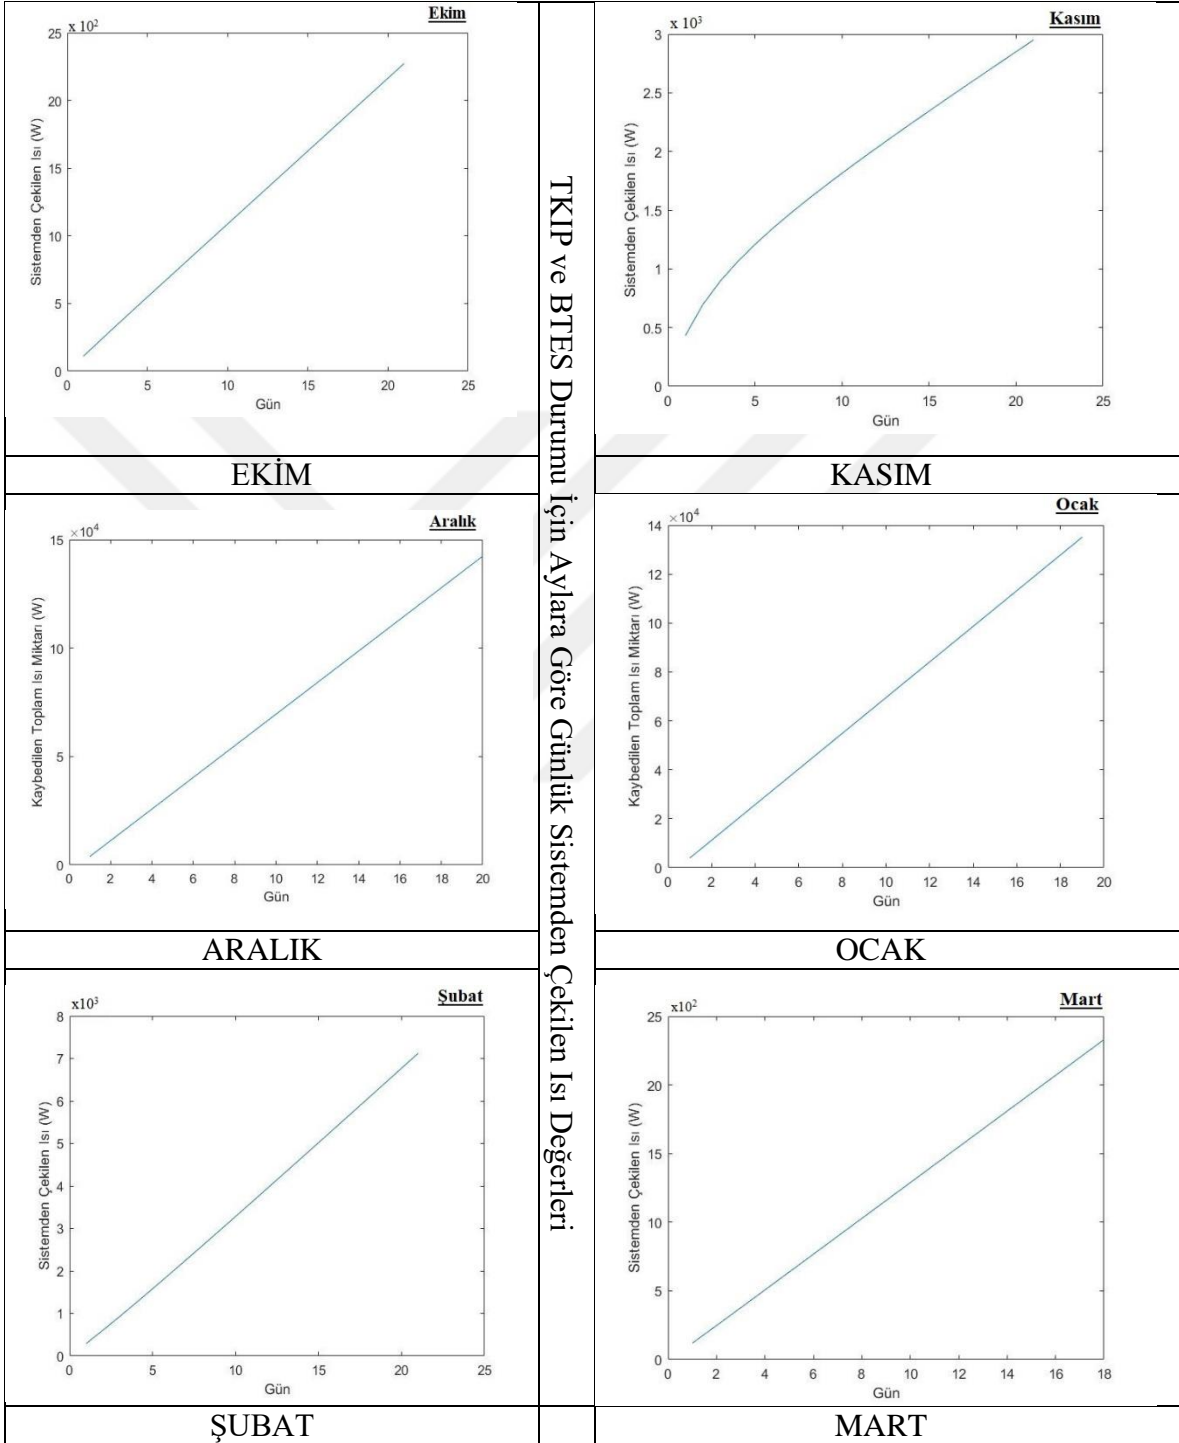 Ekim
x 10²
25
20
15
10
5
0
0 5 10 15 20 25
Sistemden Çekilen Isı (W)
Gün
EKİM
Kasım
x 10³
3
2.5
2
1.5
1
0.5
0
0 5 10 15 20 25
Sistemden Çekilen Isı (W)
Gün
KASIM
TKIP ve BTES Durumu İçin Aylara Göre Günlük Sistemden Çekilen Isı Değerleri
Aralık
×10⁴
15
10
5
0
0 2 4 6 8 10 12 14 16 18 20
Kaybedilen Toplam Isı Miktarı (W)
Gün
ARALIK
Ocak
×10⁴
14
12
10
8
6
4
2
0
0 2 4 6 8 10 12 14 16 18 20
Kaybedilen Toplam Isı Miktarı (W)
Gün
OCAK
Şubat
x10³
8
7
6
5
4
3
2
1
0
0 5 10 15 20 25
Sistemden Çekilen Isı (W)
Gün
ŞUBAT
Mart
x10²
25
20
15
10
5
0
0 2 4 6 8 10 12 14 16 18
Sistemden Çekilen Isı (W)
Gün
MART